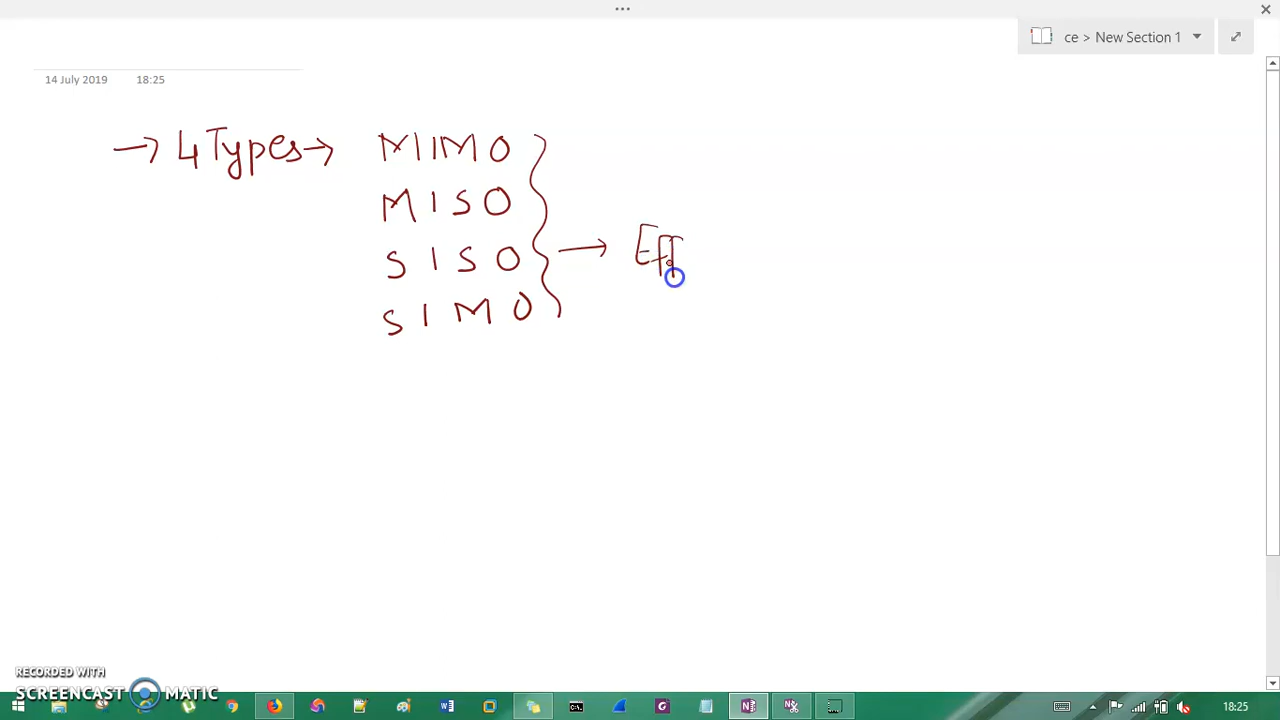 ce > New Section 1
14 July 2019 18:25
→ 4 Types → MIMO
MISO
SISO
SIMO
→ Eff
RECORDED WITH
SCREENCAST MATIC
18:25